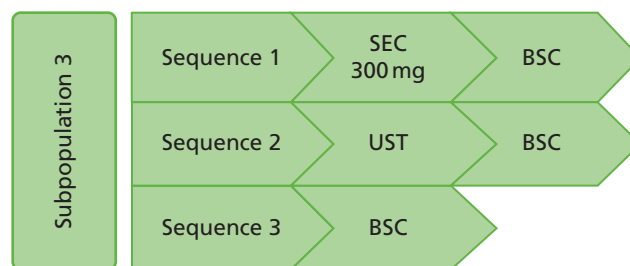 Subpopulation 3
Sequence 1
SEC
300 mg
BSC
Sequence 2
UST
BSC
Sequence 3
BSC